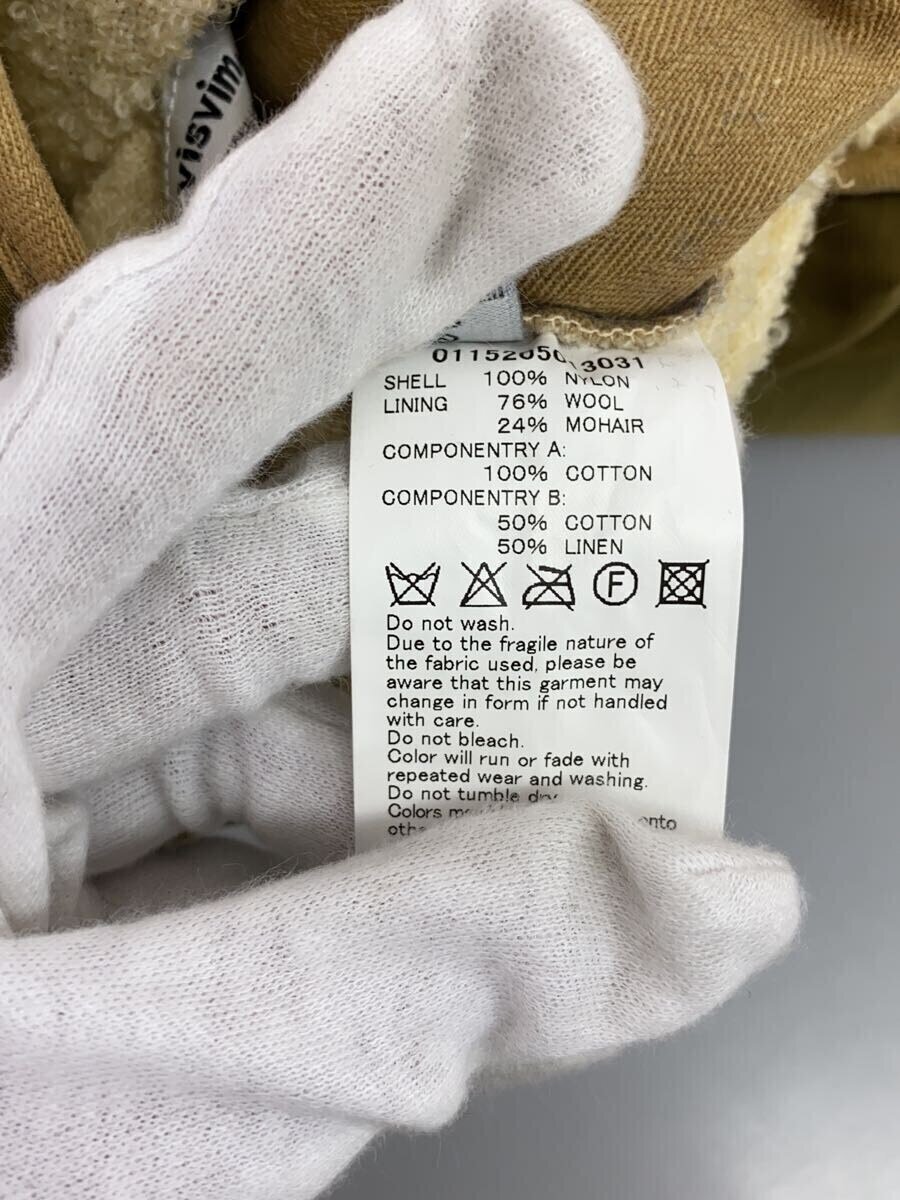 visvim
0115205013031
SHELL 100% NYLON
LINING 76% WOOL
24% MOHAIR
COMPONENTRY A:
100% COTTON
COMPONENTRY B:
50% COTTON
50% LINEN
F
Do not wash.
Due to the fragile nature of
the fabric used, please be
aware that this garment may
change in form if not handled
with care.
Do not bleach.
Color will run or fade with
repeated wear and washing.
Do not tumble dry.
Colors